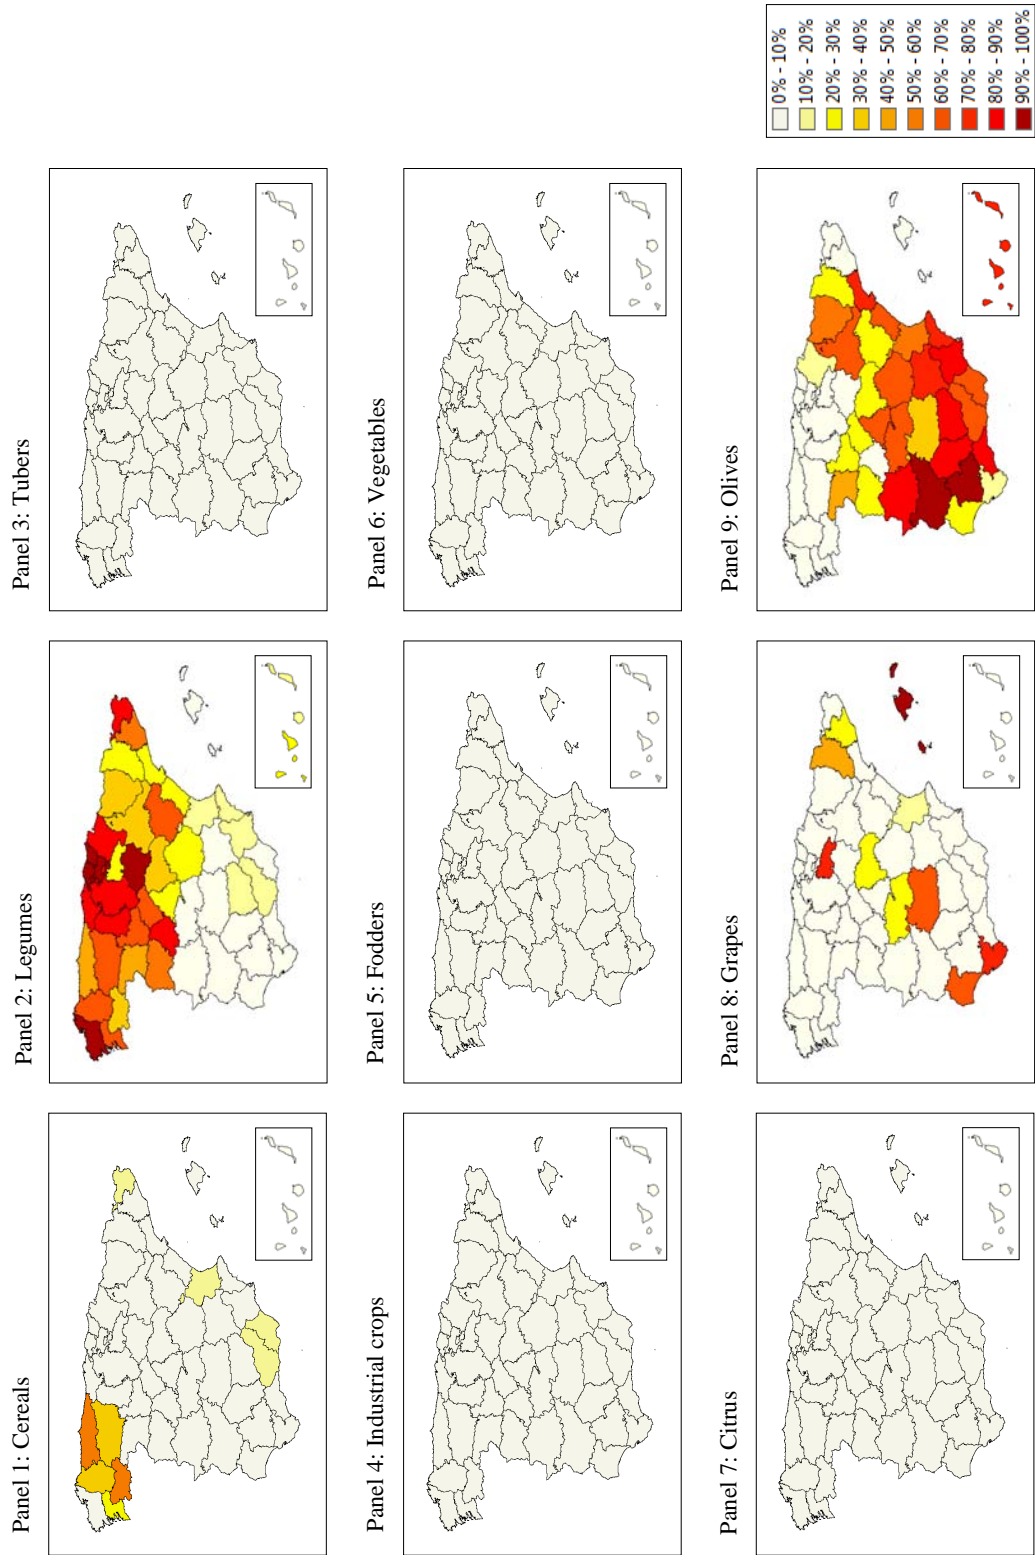 Panel 1: Cereals
Panel 2: Legumes
Panel 3: Tubers
Panel 4: Industrial crops
Panel 5: Fodders
Panel 6: Vegetables
Panel 7: Citrus
Panel 8: Grapes
Panel 9: Olives
0% - 10%
10% - 20%
20% - 30%
30% - 40%
40% - 50%
50% - 60%
60% - 70%
70% - 80%
80% - 90%
90% - 100%